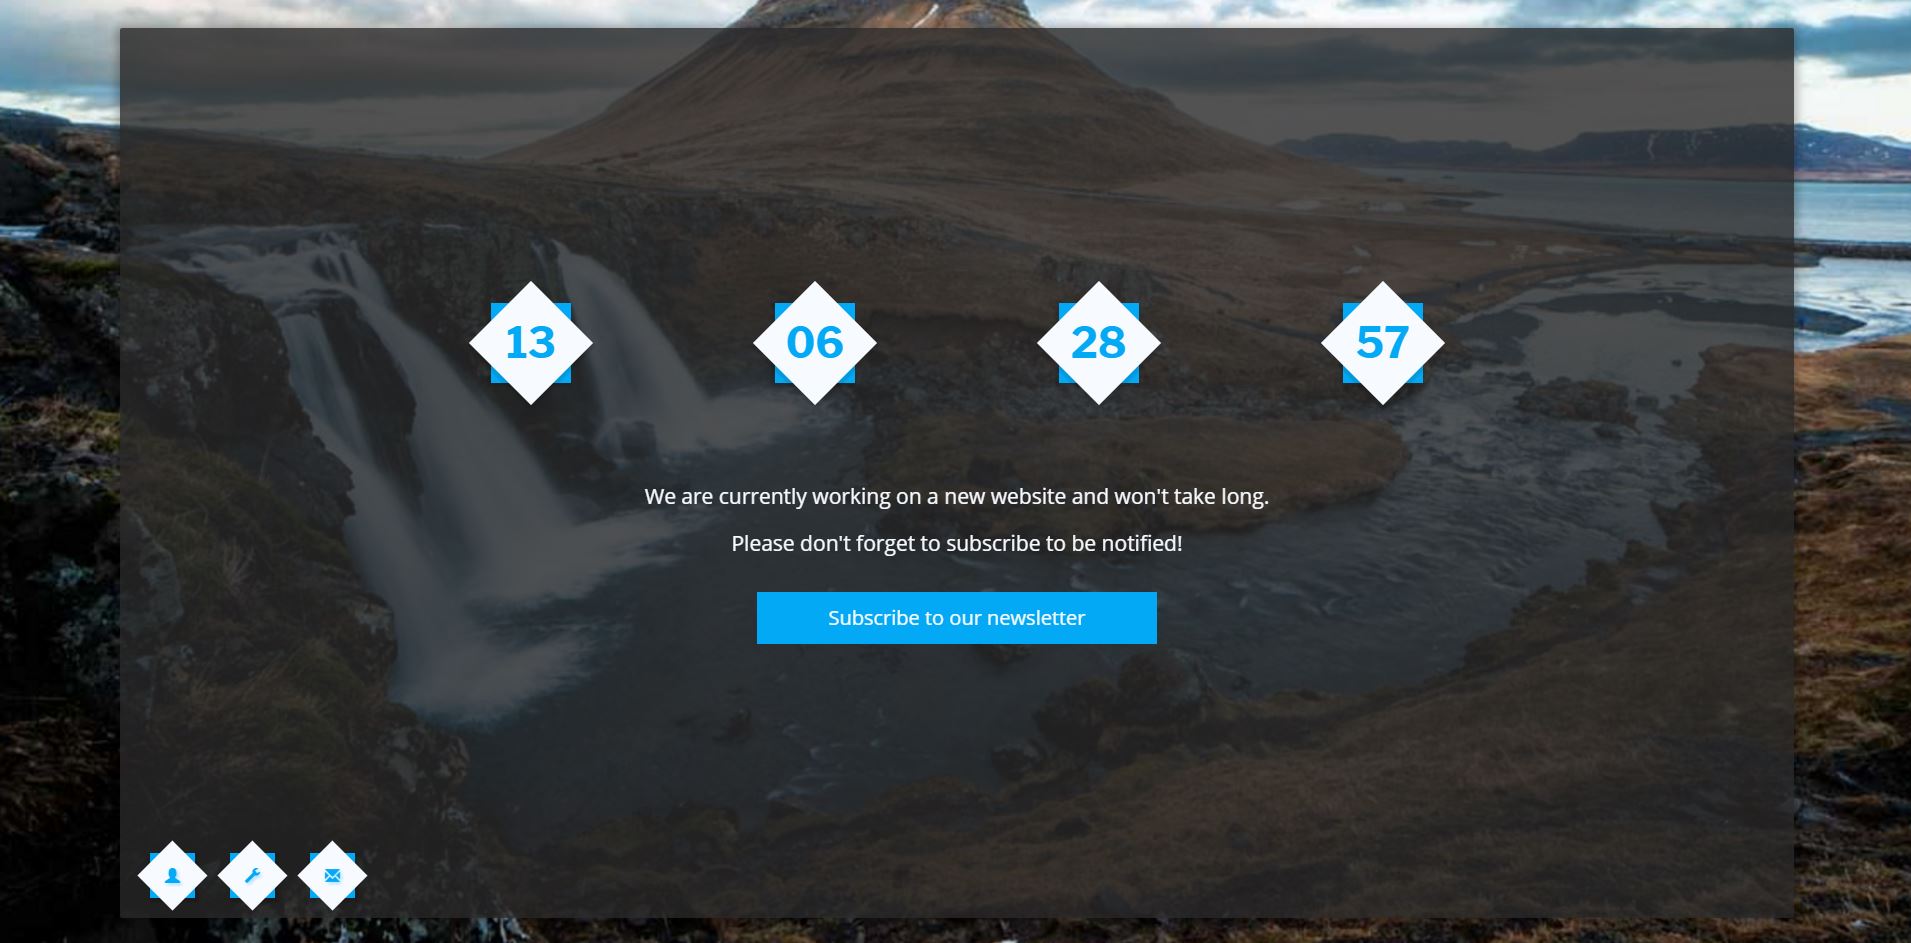 13 06 28 57
We are currently working on a new website and won't take long.
Please don't forget to subscribe to be notified!
Subscribe to our newsletter